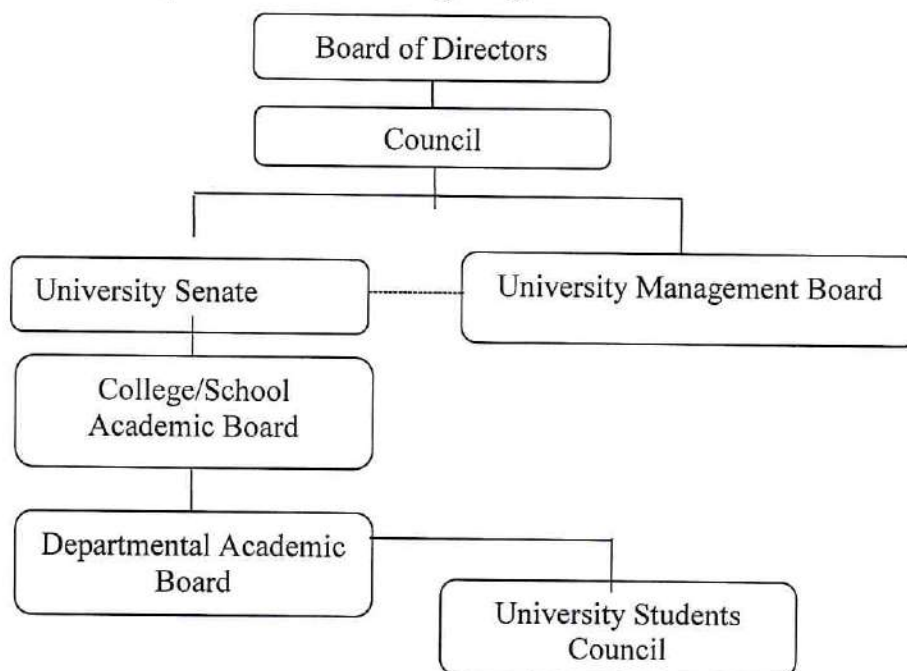 Board of Directors
Council
University Senate
University Management Board
College/School
Academic Board
Departmental Academic
Board
University Students
Council